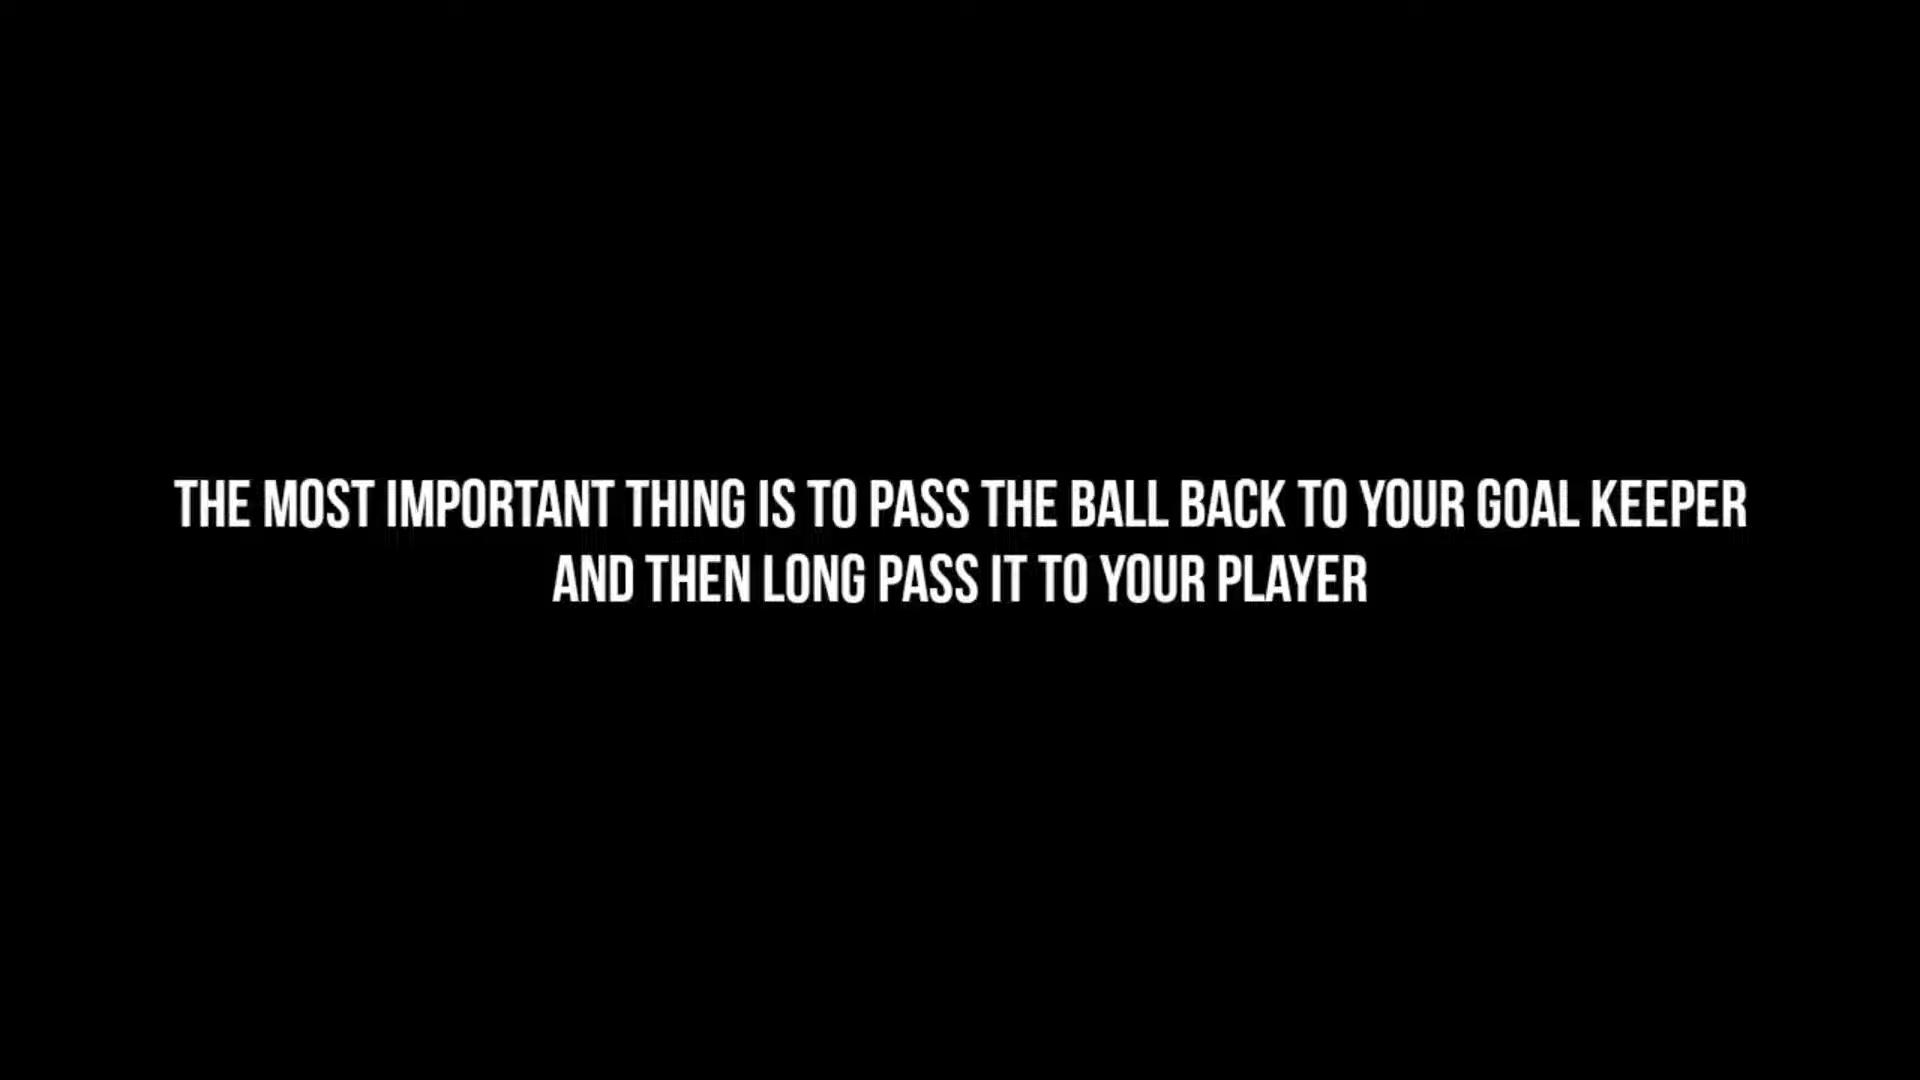 THE MOST IMPORTANT THING IS TO PASS THE BALL BACK TO YOUR GOAL KEEPER
AND THEN LONG PASS IT TO YOUR PLAYER